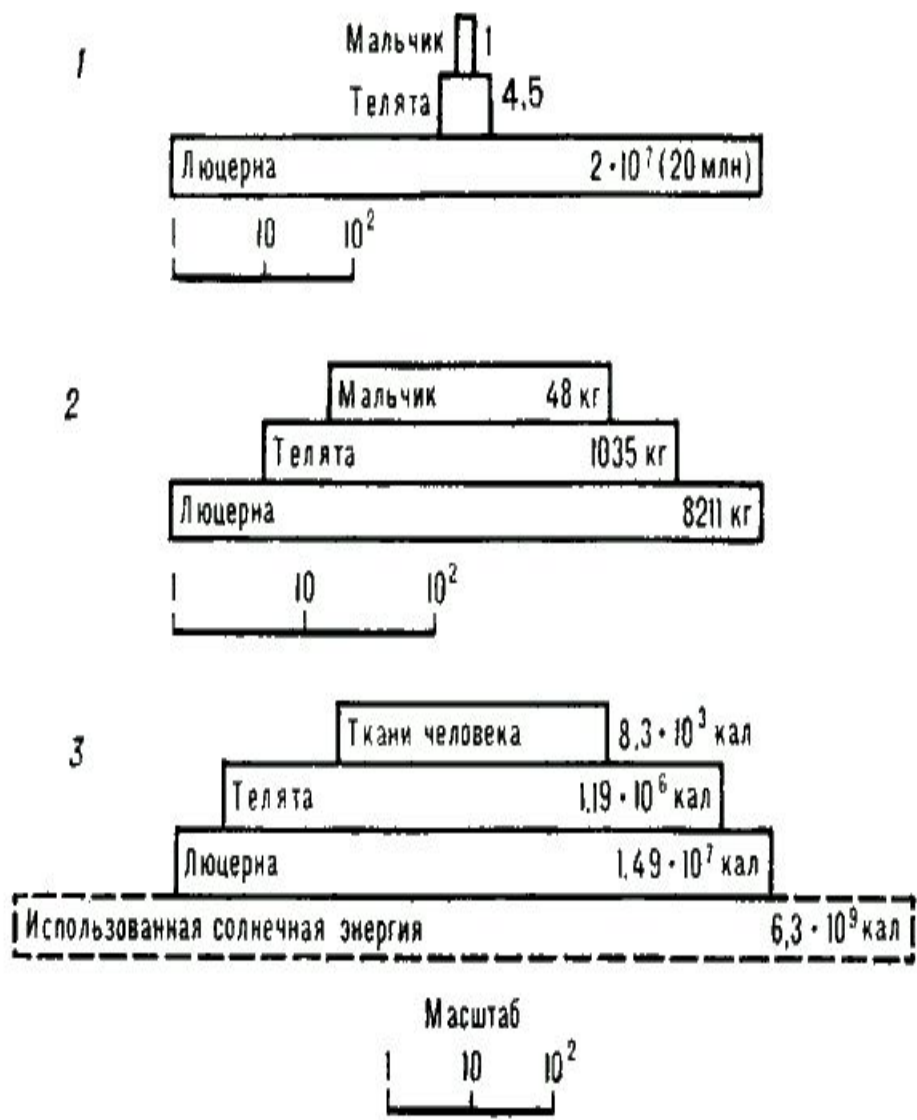 1
Мальчик 1
Телята 4,5
Люцерна 2·10⁷ (20 млн)
1 10 10²
2
Мальчик 48 кг
Телята 1035 кг
Люцерна 8211 кг
1 10 10²
3
Ткани человека 8,3·10³ кал
Телята 1,19·10⁶ кал
Люцерна 1,49·10⁷ кал
Использованная солнечная энергия 6,3·10⁹ кал
Масштаб
1 10 10²